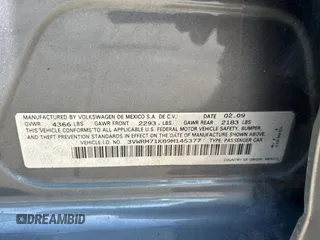 MANUFACTURED BY VOLKSWAGEN DE MEXICO S.A. DE C.V. DATE 02.09
GVWR 4366 LBS GAWR FRONT 2293 LBS GAWR REAR 2183 LBS
THIS VEHICLE CONFORMS TO ALL APPLICABLE U.S. FEDERAL MOTOR VEHICLE SAFETY, BUMPER,
AND THEFT PREVENTION STANDARDS IN EFFECT ON THE DATE OF MANUFACTURE SHOWN ABOVE.
VEHICLE I.D. NO. 3VWRM71K89M145377 TYPE: PASSENGER CAR
DREAMBID